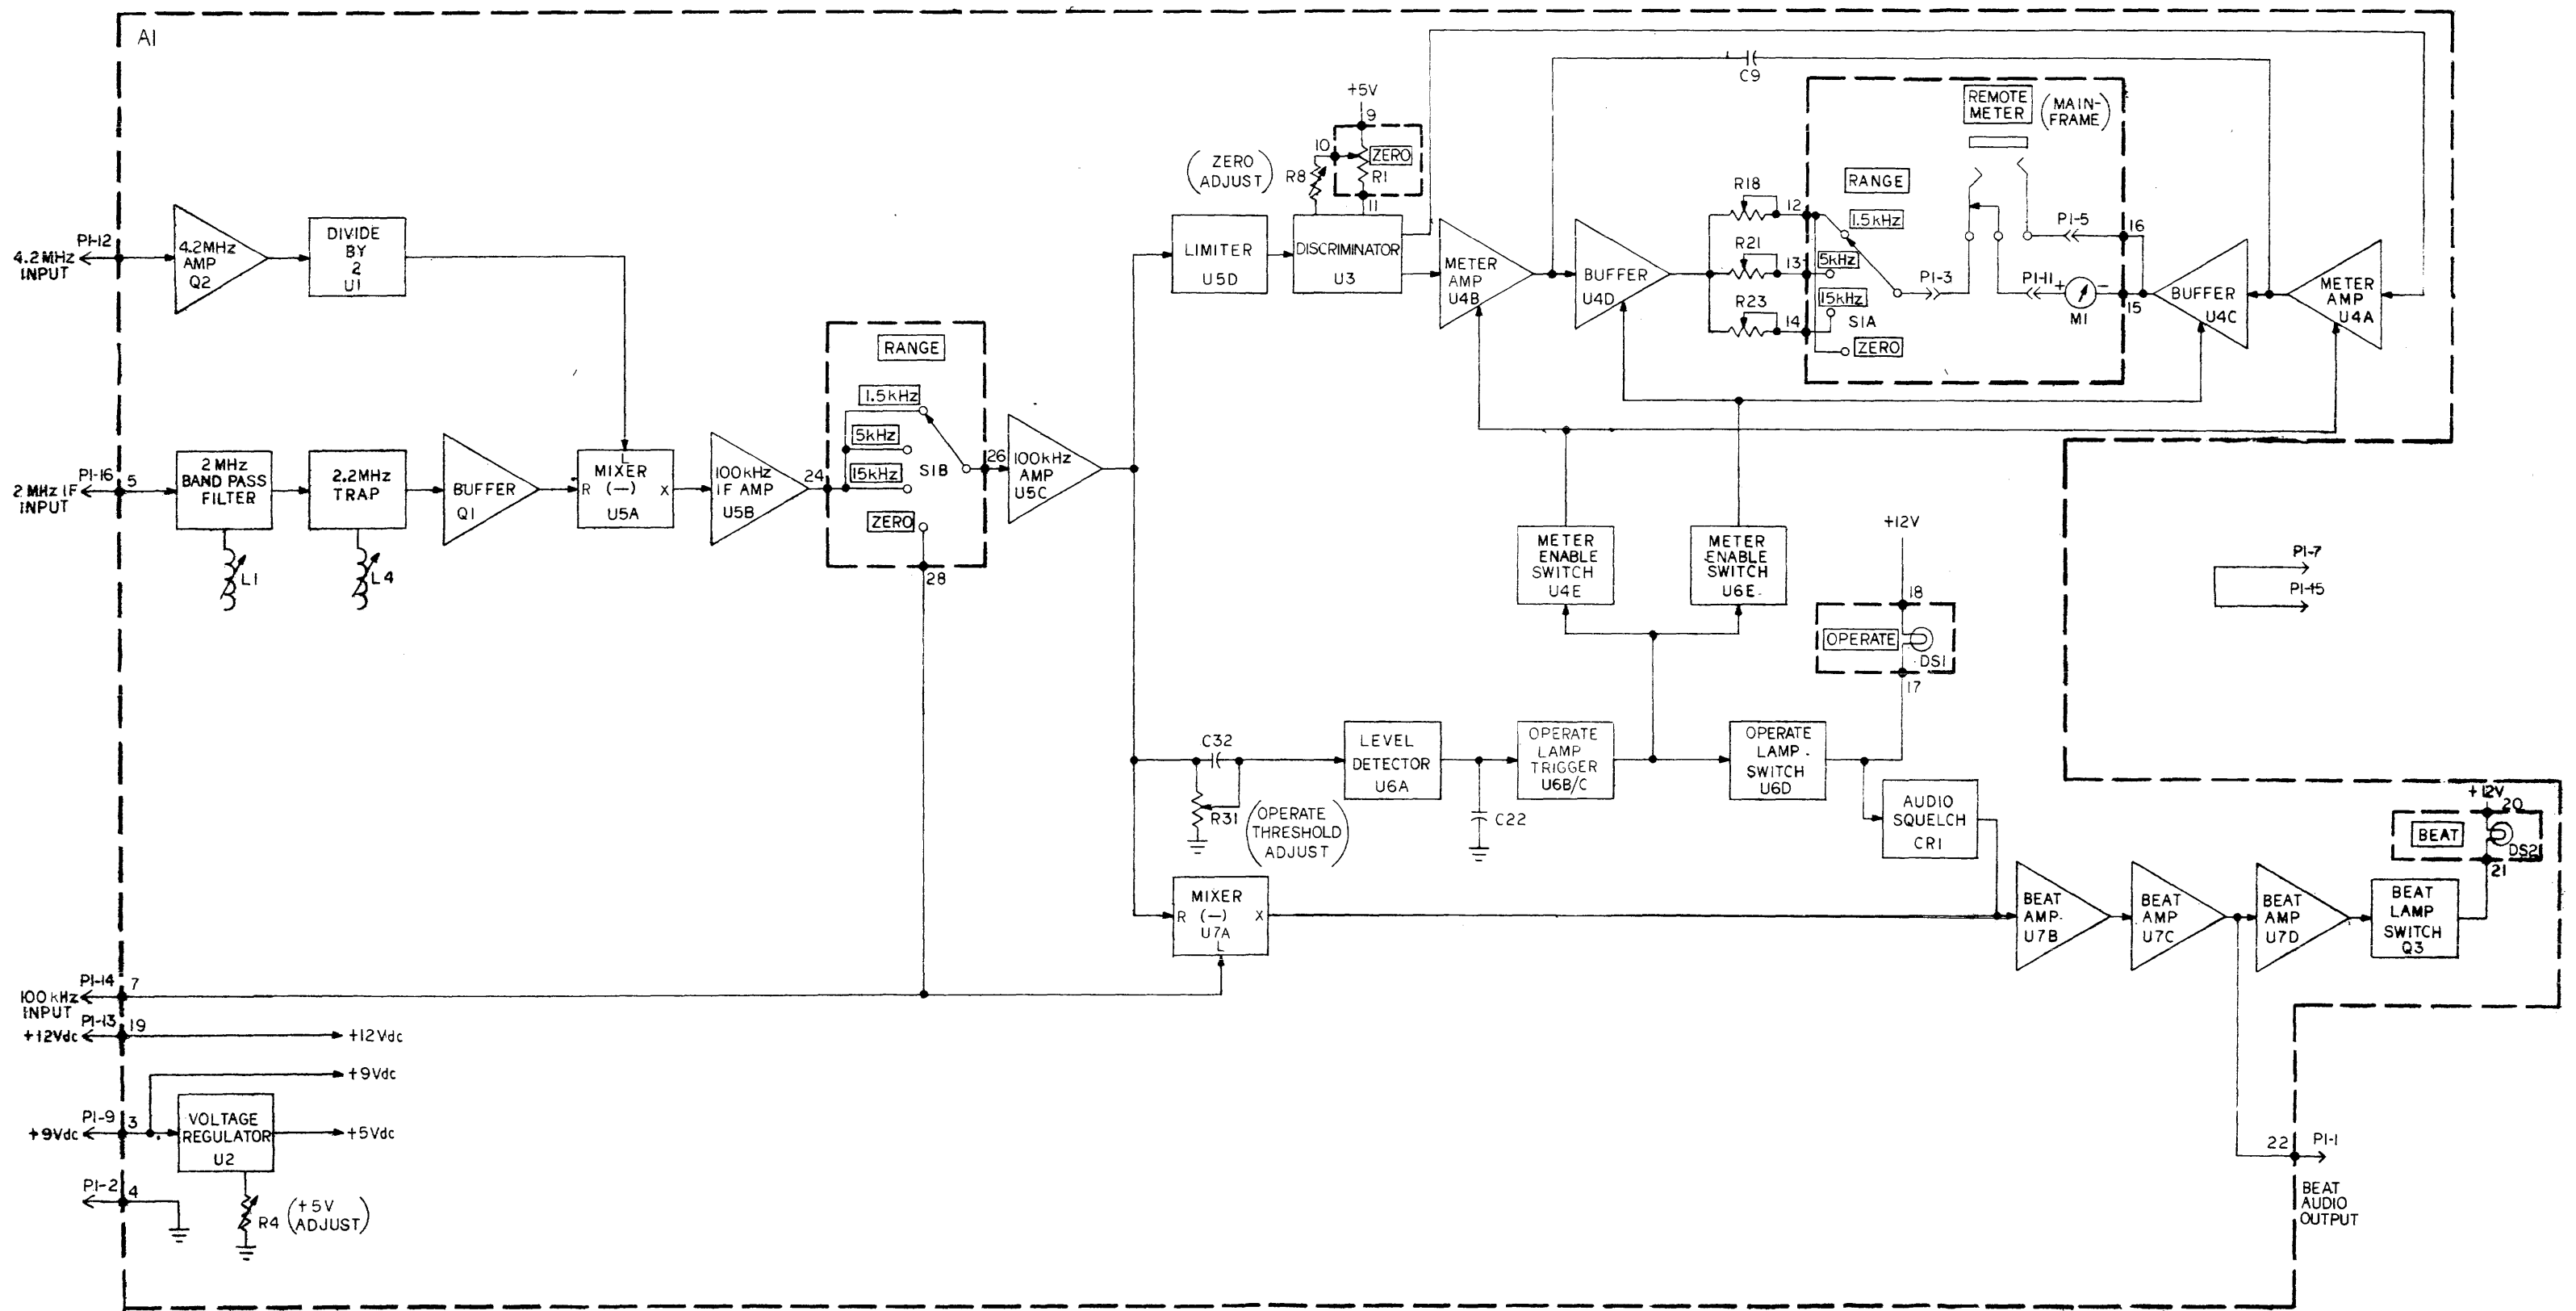 A1
P1-12
4.2MHz
INPUT
4.2MHz
AMP
Q2
DIVIDE
BY
2
U1
P1-16
5
2 MHz IF
INPUT
2 MHz
BAND PASS
FILTER
L1
2.2MHz
TRAP
L4
BUFFER
Q1
L
MIXER
R (—) X
U5A
100kHz
IF AMP
U5B
24
RANGE
1.5kHz
5kHz
15kHz
S1B
ZERO
26
28
100kHz
AMP
U5C
(ZERO
ADJUST)
+5V
9
10
ZERO
R8
R1
11
LIMITER
U5D
DISCRIMINATOR
U3
METER
AMP
U4B
C9
BUFFER
U4D
R18
12
R21
13
R23
14
REMOTE
METER
(MAIN-
FRAME)
RANGE
1.5kHz
5kHz
15kHz
S1A
ZERO
P1-3
P1-5
P1-11
+
-
M1
16
15
BUFFER
U4C
METER
AMP
U4A
METER
ENABLE
SWITCH
U4E
METER
ENABLE
SWITCH
U6E
+12V
18
OPERATE
DS1
17
P1-7
P1-15
C32
R31
(OPERATE
THRESHOLD
ADJUST)
LEVEL
DETECTOR
U6A
C22
OPERATE
LAMP
TRIGGER
U6B/C
OPERATE
LAMP
SWITCH
U6D
AUDIO
SQUELCH
CR1
MIXER
R (—) X
U7A
L
BEAT
AMP
U7B
BEAT
AMP
U7C
BEAT
AMP
U7D
BEAT
LAMP
SWITCH
Q3
+12V
20
BEAT
DS2
21
P1-14
7
100 kHz
INPUT
P1-13
19
+12Vdc
+12Vdc
+9Vdc
P1-9
3
+9Vdc
VOLTAGE
REGULATOR
U2
+5Vdc
P1-2
4
R4
(+5V
ADJUST)
22
P1-1
BEAT
AUDIO
OUTPUT